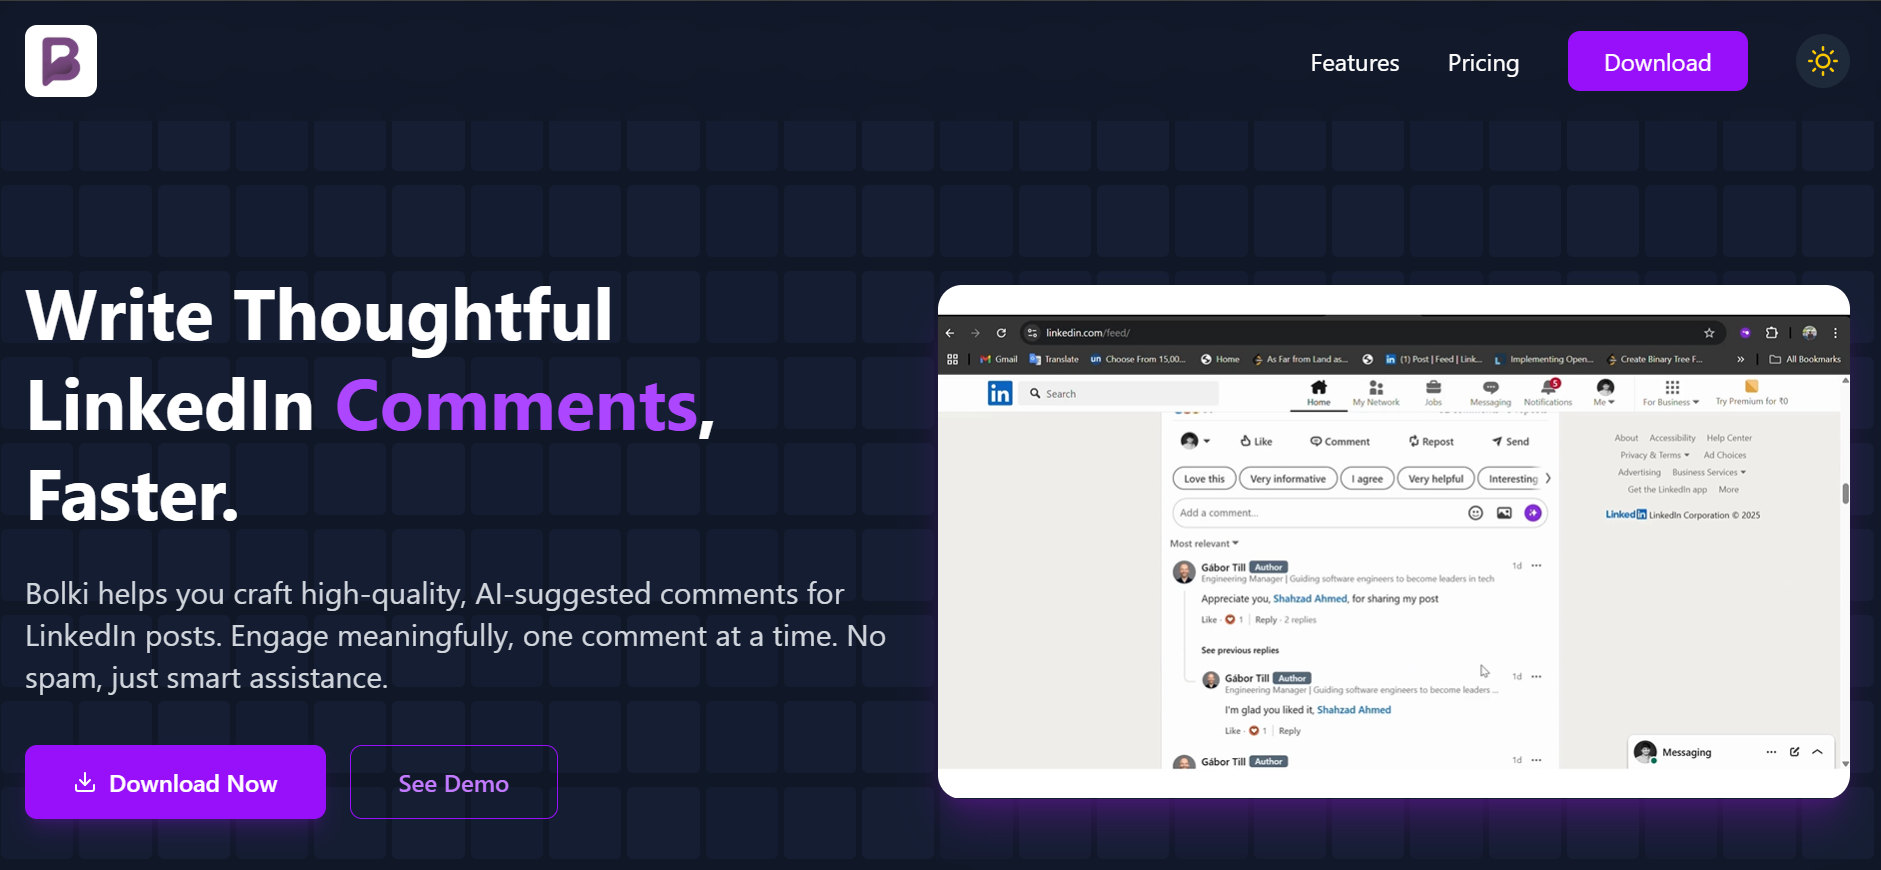 B
Features Pricing Download
Write Thoughtful
LinkedIn Comments,
Faster.
Bolki helps you craft high-quality, AI-suggested comments for
LinkedIn posts. Engage meaningfully, one comment at a time. No
spam, just smart assistance.
Download Now See Demo
linkedin.com/feed/
Gmail Translate un Choose From 15,00... Home As Far from Land as... in (1) Post | Feed | Link... L Implementing Open... Create Binary Tree F... » All Bookmarks
in Search Home My Network Jobs Messaging 5 Notifications Me For Business Try Premium for ₹0
Like Comment Repost Send
Love this Very informative I agree Very helpful Interesting
Add a comment...
Most relevant
Gábor Till Author 1d
Engineering Manager | Guiding software engineers to become leaders in tech
Appreciate you, Shahzad Ahmed, for sharing my post
Like · 1 | Reply · 2 replies
See previous replies
Gábor Till Author 1d
Engineering Manager | Guiding software engineers to become leaders ...
I'm glad you liked it, Shahzad Ahmed
Like · 1 | Reply
Gábor Till Author 1d
About Accessibility Help Center
Privacy & Terms Ad Choices
Advertising Business Services
Get the LinkedIn app More
LinkedIn LinkedIn Corporation © 2025
Messaging